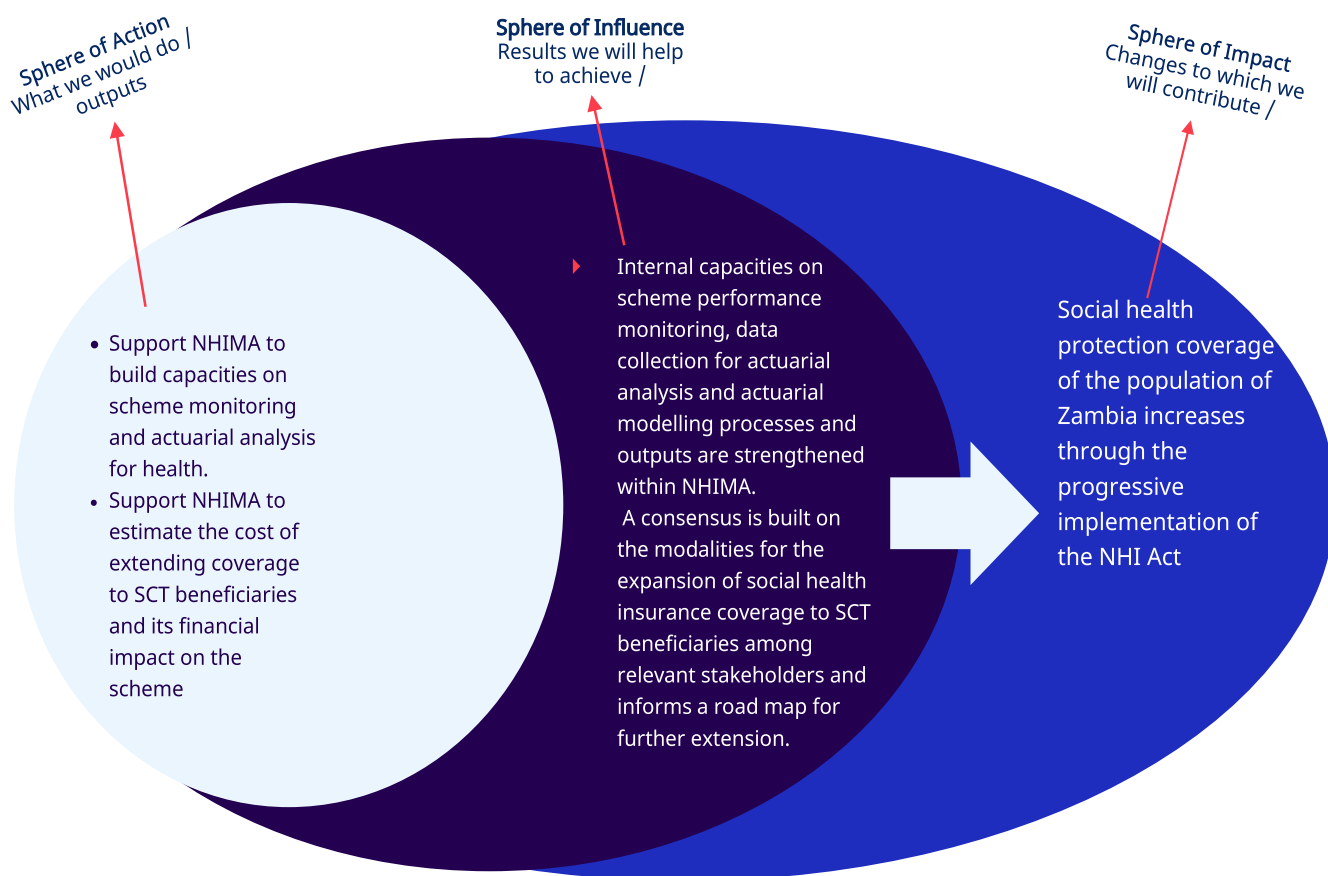 Sphere of Action
What we would do /
outputs
Sphere of Influence
Results we will help
to achieve /
Sphere of Impact
Changes to which we
will contribute /
• Support NHIMA to
build capacities on
scheme monitoring
and actuarial analysis
for health.
• Support NHIMA to
estimate the cost of
extending coverage
to SCT beneficiaries
and its financial
impact on the
scheme
Internal capacities on
scheme performance
monitoring, data
collection for actuarial
analysis and actuarial
modelling processes and
outputs are strengthened
within NHIMA.
A consensus is built on
the modalities for the
expansion of social health
insurance coverage to SCT
beneficiaries among
relevant stakeholders and
informs a road map for
further extension.
Social health
protection coverage
of the population of
Zambia increases
through the
progressive
implementation of
the NHI Act